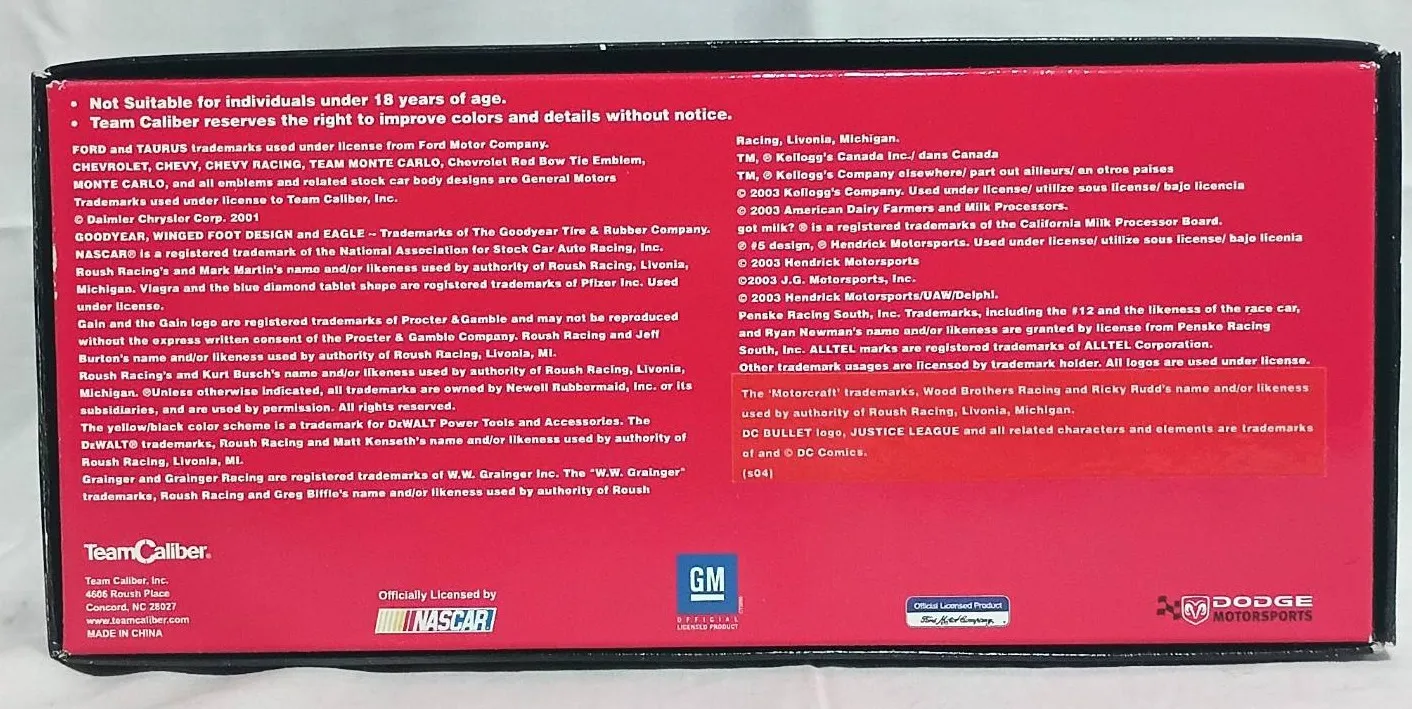 • Not Suitable for individuals under 18 years of age.
• Team Caliber reserves the right to improve colors and details without notice.
FORD and TAURUS trademarks used under license from Ford Motor Company.
CHEVROLET, CHEVY, CHEVY RACING, TEAM MONTE CARLO, Chevrolet Red Bow Tie Emblem,
MONTE CARLO, and all emblems and related stock car body designs are General Motors
Trademarks used under license to Team Caliber, Inc.
© Daimler Chrysler Corp. 2001
GOODYEAR, WINGED FOOT DESIGN and EAGLE -- Trademarks of The Goodyear Tire & Rubber Company.
NASCAR® is a registered trademark of the National Association for Stock Car Auto Racing, Inc.
Roush Racing's and Mark Martin's name and/or likeness used by authority of Roush Racing, Livonia,
Michigan. Viagra and the blue diamond tablet shape are registered trademarks of Pfizer Inc. Used
under license.
Gain and the Gain logo are registered trademarks of Procter & Gamble and may not be reproduced
without the express written consent of the Procter & Gamble Company. Roush Racing and Jeff
Burton's name and/or likeness used by authority of Roush Racing, Livonia, MI.
Roush Racing's and Kurt Busch's name and/or likeness used by authority of Roush Racing, Livonia,
Michigan. ®Unless otherwise indicated, all trademarks are owned by Newell Rubbermaid, Inc. or its
subsidiaries, and are used by permission. All rights reserved.
The yellow/black color scheme is a trademark for DEWALT Power Tools and Accessories. The
DEWALT® trademarks, Roush Racing and Matt Kenseth's name and/or likeness used by authority of
Roush Racing, Livonia, MI.
Grainger and Grainger Racing are registered trademarks of W.W. Grainger Inc. The "W.W. Grainger"
trademarks, Roush Racing and Greg Biffle's name and/or likeness used by authority of Roush
Racing, Livonia, Michigan.
TM, ® Kellogg's Canada Inc./ dans Canada
TM, ® Kellogg's Company elsewhere/ part out ailleurs/ en otros paises
© 2003 Kellogg's Company. Used under license/ utilize sous license/ bajo licencia
© 2003 American Dairy Farmers and Milk Processors.
got milk? ® is a registered trademarks of the California Milk Processor Board.
® #5 design, ® Hendrick Motorsports. Used under license/ utilize sous license/ bajo licenia
© 2003 Hendrick Motorsports
©2003 J.G. Motorsports, Inc.
© 2003 Hendrick Motorsports/UAW/Delphi.
Penske Racing South, Inc. Trademarks, including the #12 and the likeness of the race car,
and Ryan Newman's name and/or likeness are granted by license from Penske Racing
South, Inc. ALLTEL marks are registered trademarks of ALLTEL Corporation.
Other trademark usages are licensed by trademark holder. All logos are used under license.
The 'Motorcraft' trademarks, Wood Brothers Racing and Ricky Rudd's name and/or likeness
used by authority of Roush Racing, Livonia, Michigan.
DC BULLET logo, JUSTICE LEAGUE and all related characters and elements are trademarks
of and © DC Comics.
(s04)
TeamCaliber®
Team Caliber, Inc.
4606 Roush Place
Concord, NC 28027
www.teamcaliber.com
MADE IN CHINA
Officially Licensed by
NASCAR
GM
OFFICIAL
LICENSED PRODUCT
Official Licensed Product
Ford Motor Company
DODGE
MOTORSPORTS